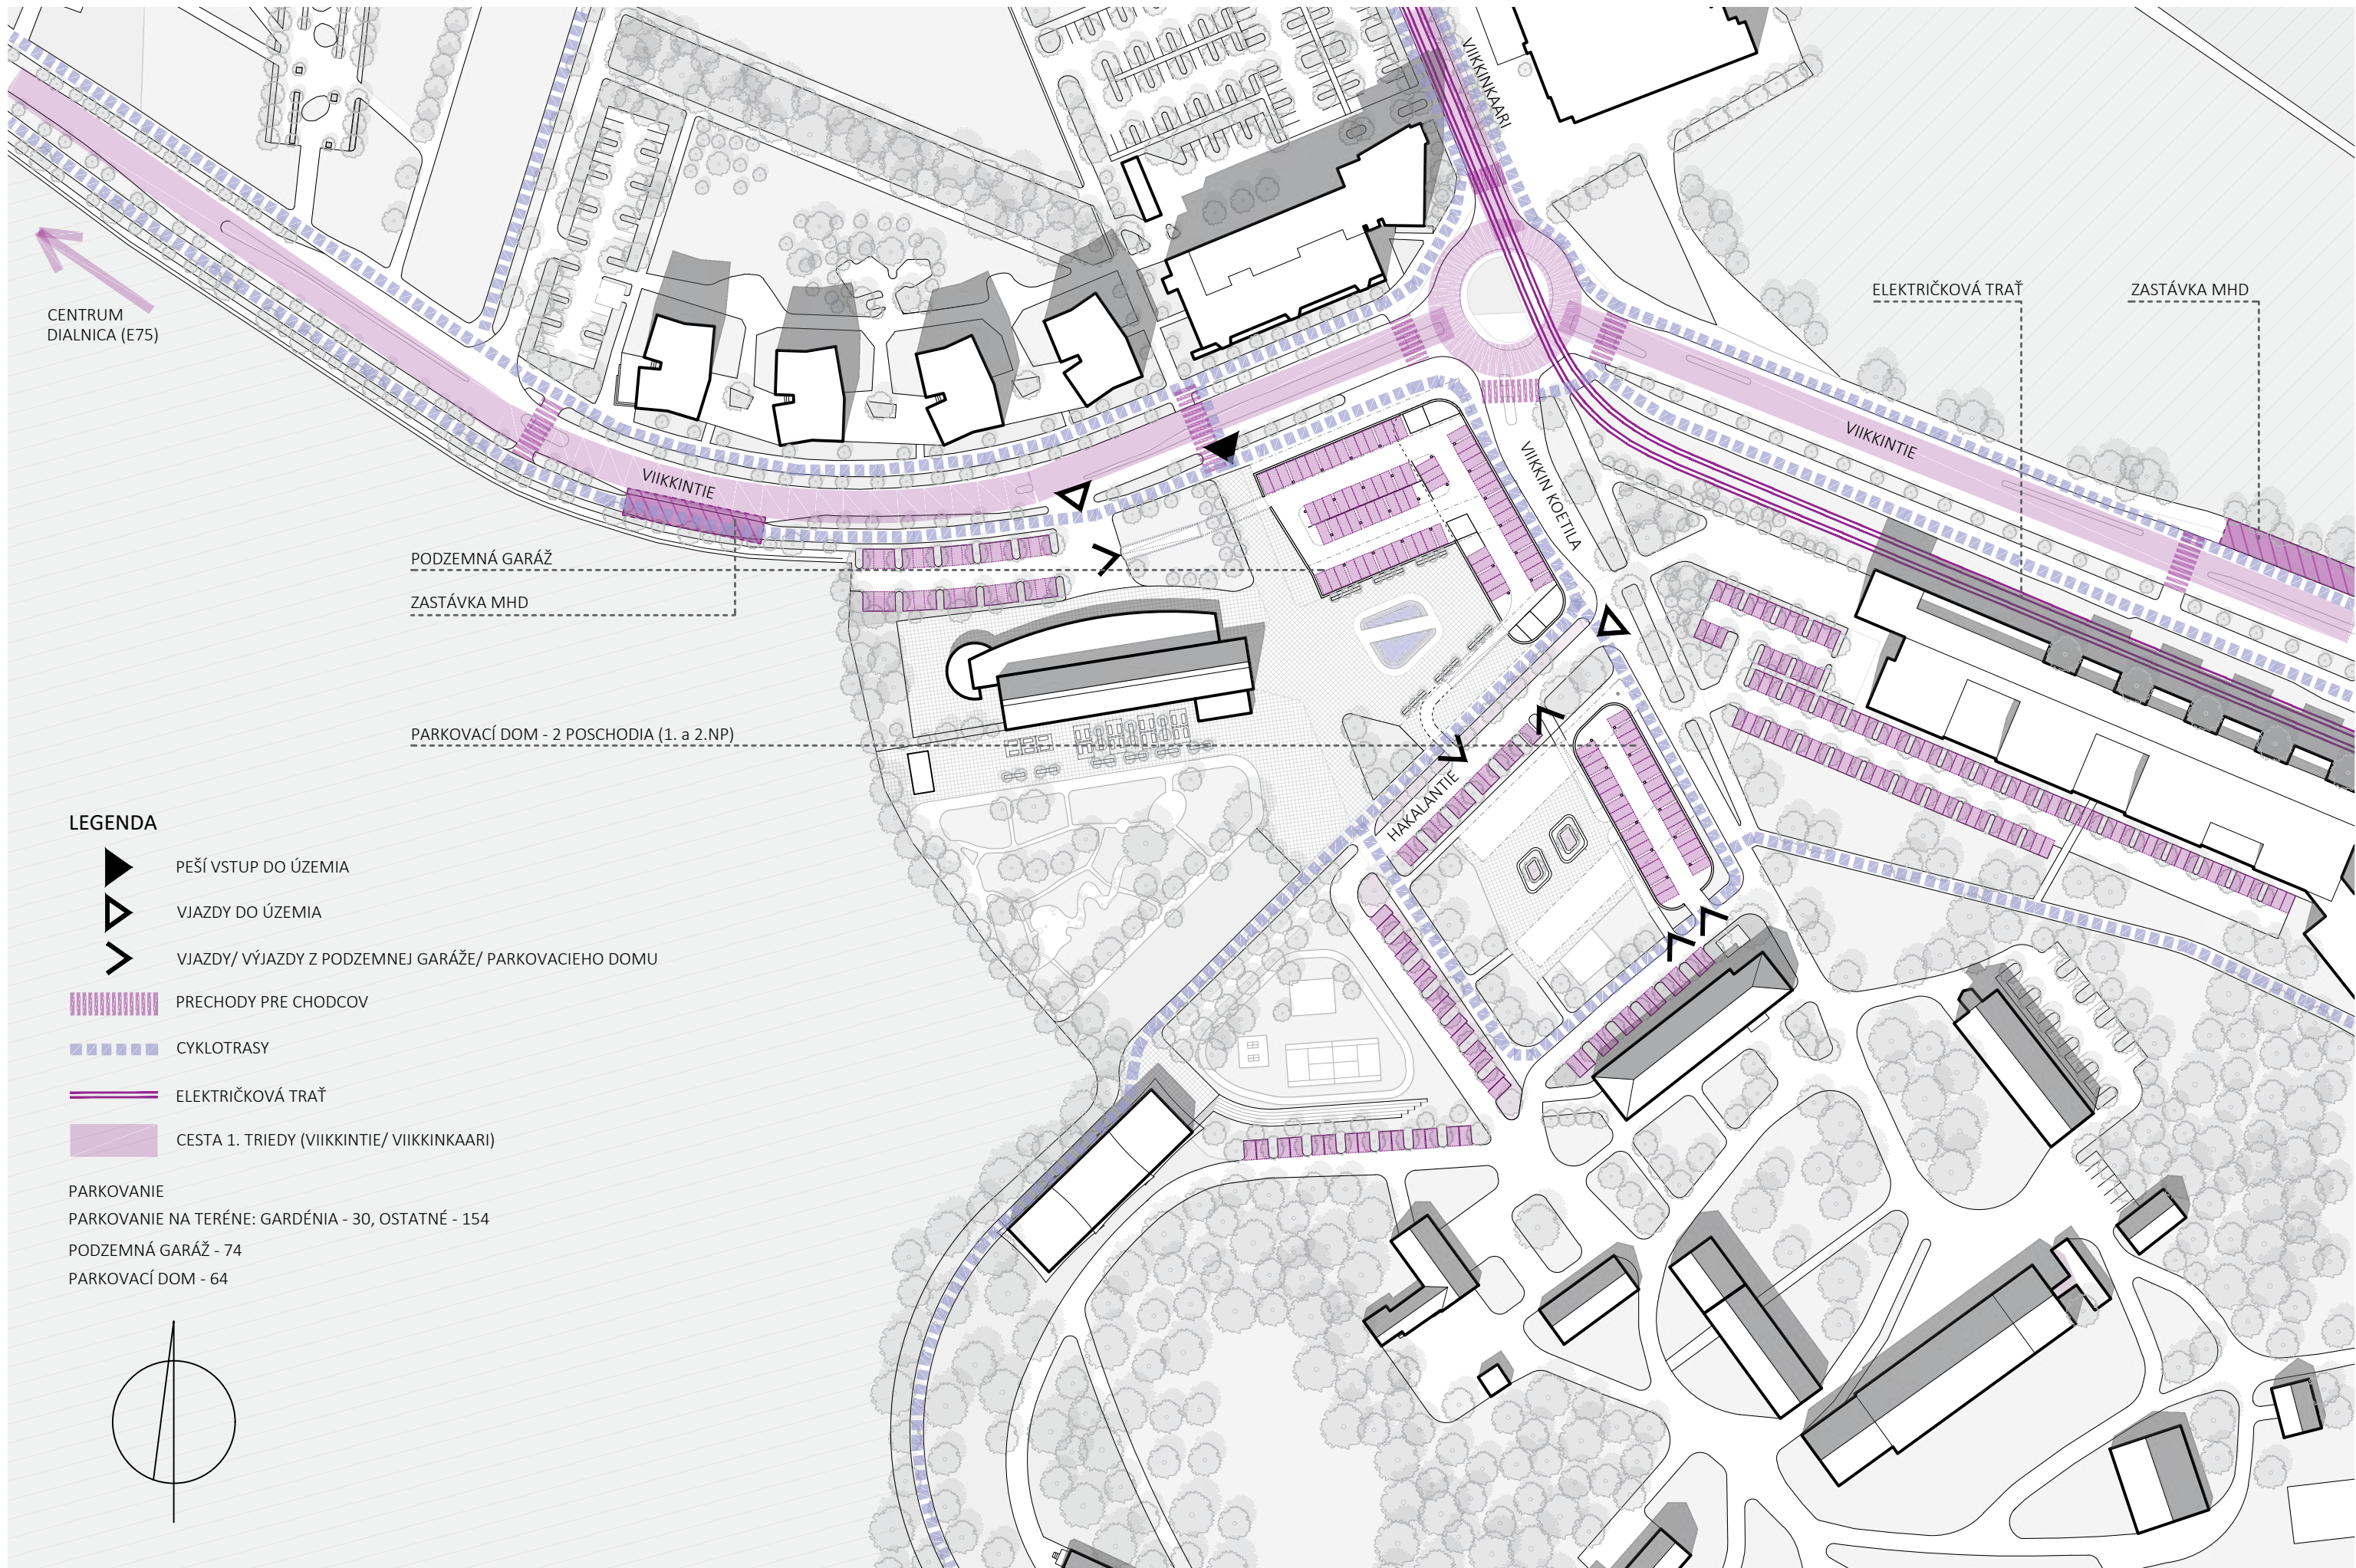 VIIKKINKAARI
ELEKTRIČKOVÁ TRAŤ
ZASTÁVKA MHD
CENTRUM
DIALNICA (E75)
VIIKKINTIE
VIIKKINTIE
VIIKIN KOETILA
PODZEMNÁ GARÁŽ
ZASTÁVKA MHD
PARKOVACÍ DOM - 2 POSCHODIA (1. a 2.NP)
HAKALANTIE
LEGENDA
PEŠÍ VSTUP DO ÚZEMIA
VJAZDY DO ÚZEMIA
VJAZDY/ VÝJAZDY Z PODZEMNEJ GARÁŽE/ PARKOVACIEHO DOMU
PRECHODY PRE CHODCOV
CYKLOTRASY
ELEKTRIČKOVÁ TRAŤ
CESTA 1. TRIEDY (VIIKKINTIE/ VIIKKINKAARI)
PARKOVANIE
PARKOVANIE NA TERÉNE: GARDÉNIA - 30, OSTATNÉ - 154
PODZEMNÁ GARÁŽ - 74
PARKOVACÍ DOM - 64